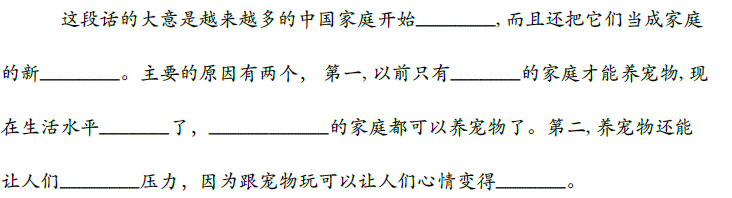 这段话的大意是越来越多的中国家庭开始________, 而且还把它们当成家庭
的新________。主要的原因有两个， 第一, 以前只有_______的家庭才能养宠物, 现
在生活水平_______了，____________的家庭都可以养宠物了。第二, 养宠物还能
让人们________压力，因为跟宠物玩可以让人们心情变得_______。